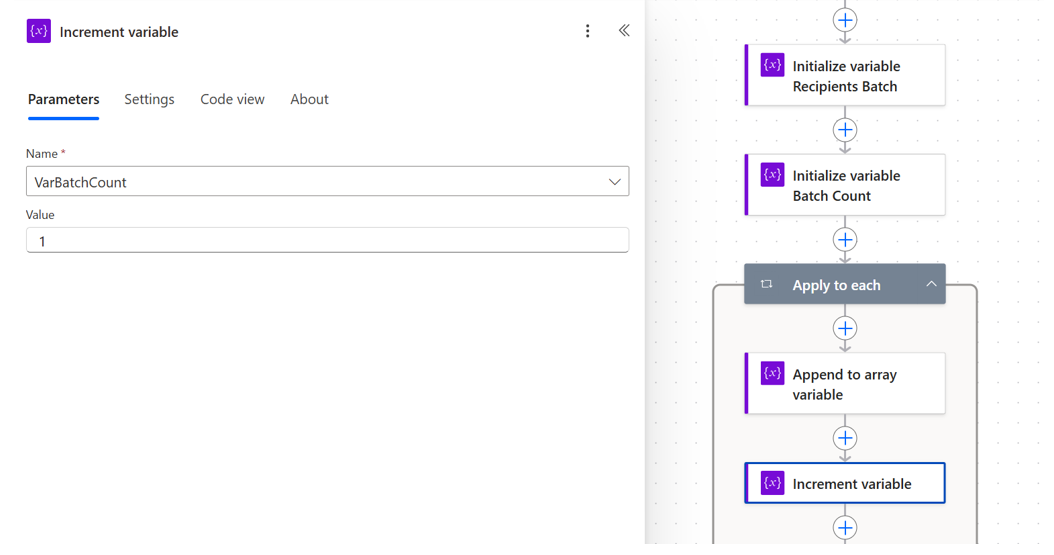 {x} Increment variable
Parameters Settings Code view About
Name *
VarBatchCount
Value
1
{x} Initialize variable
Recipients Batch
{x} Initialize variable
Batch Count
Apply to each
{x} Append to array
variable
{x} Increment variable